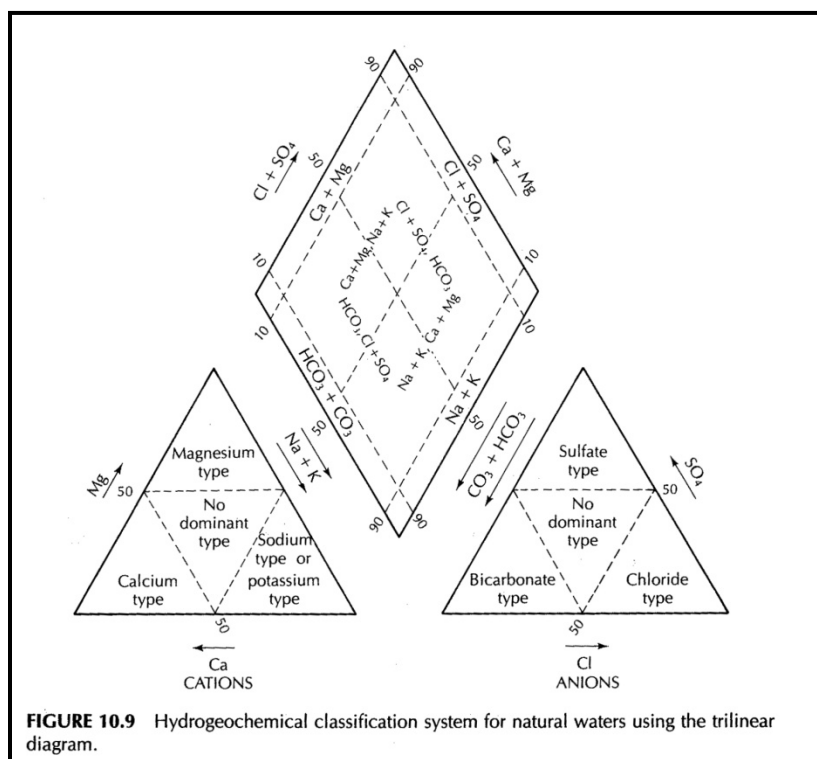 90
90
Cl + SO₄
50
Ca + Mg
50
Ca + Mg
Cl + SO₄
Ca+Mg, Na+K
Cl + SO₄, HCO₃
10
10
10
10
HCO₃, Cl+SO₄
Na + K, Ca + Mg
HCO₃ + CO₃
Na + K
50
50
Na + K
CO₃ + HCO₃
90
90
Mg
50
Magnesium
type
No
dominant
type
Calcium
type
Sodium
type or
potassium
type
50
Ca
CATIONS
SO₄
50
Sulfate
type
No
dominant
type
Bicarbonate
type
Chloride
type
50
Cl
ANIONS
FIGURE 10.9 Hydrogeochemical classification system for natural waters using the trilinear
diagram.